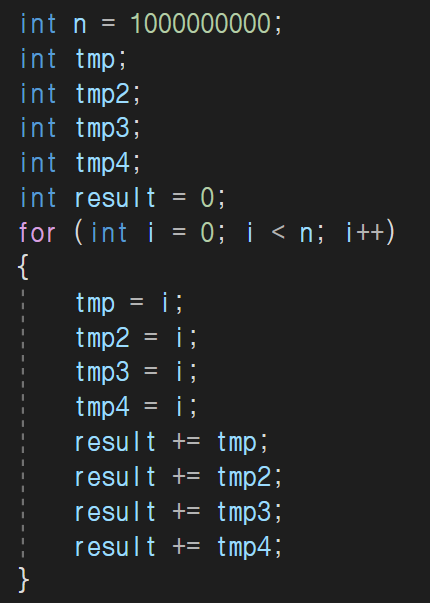 int n = 1000000000;
int tmp;
int tmp2;
int tmp3;
int tmp4;
int result = 0;
for (int i = 0; i < n; i++)
{
    tmp = i;
    tmp2 = i;
    tmp3 = i;
    tmp4 = i;
    result += tmp;
    result += tmp2;
    result += tmp3;
    result += tmp4;
}